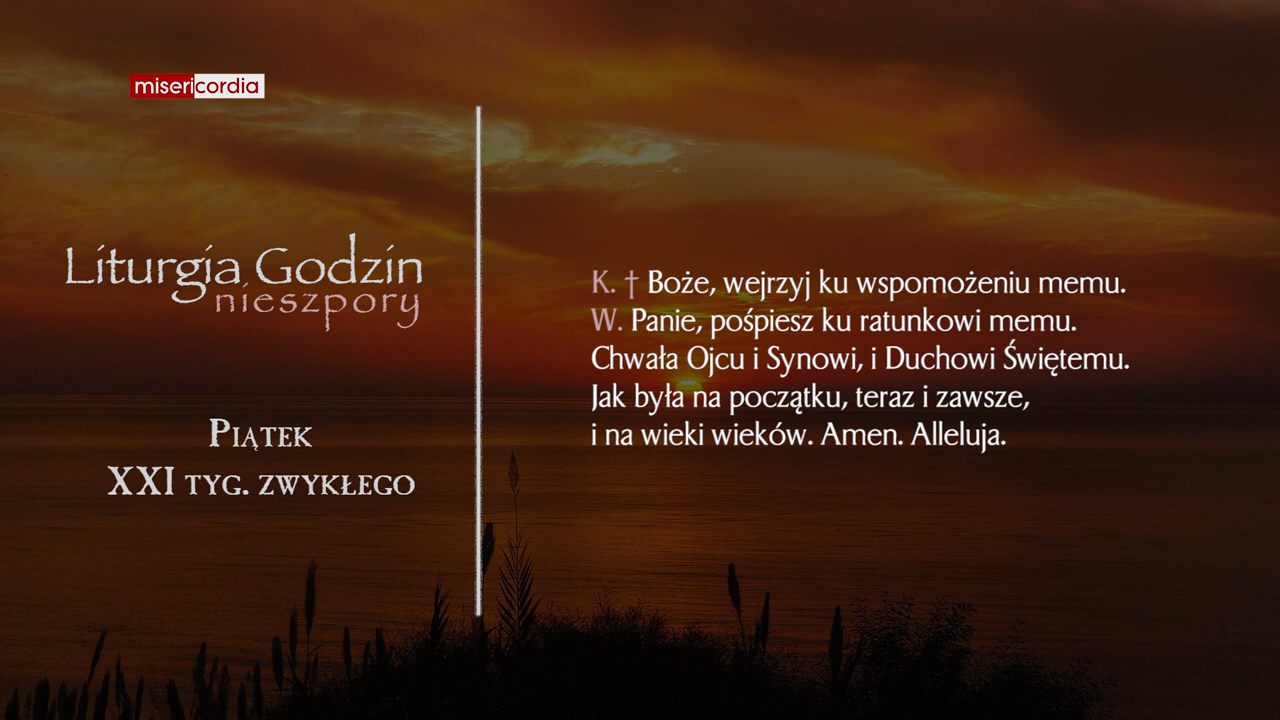 misericordia
Liturgia Godzin
nieszpory
Piątek
XXI tyg. zwykłego
K. † Boże, wejrzyj ku wspomożeniu memu.
W. Panie, pośpiesz ku ratunkowi memu.
Chwała Ojcu i Synowi, i Duchowi Świętemu.
Jak była na początku, teraz i zawsze,
i na wieki wieków. Amen. Alleluja.